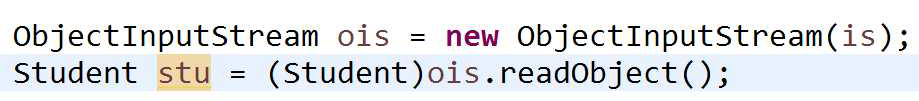 ObjectInputStream ois = new ObjectInputStream(is);
Student stu = (Student)ois.readObject();